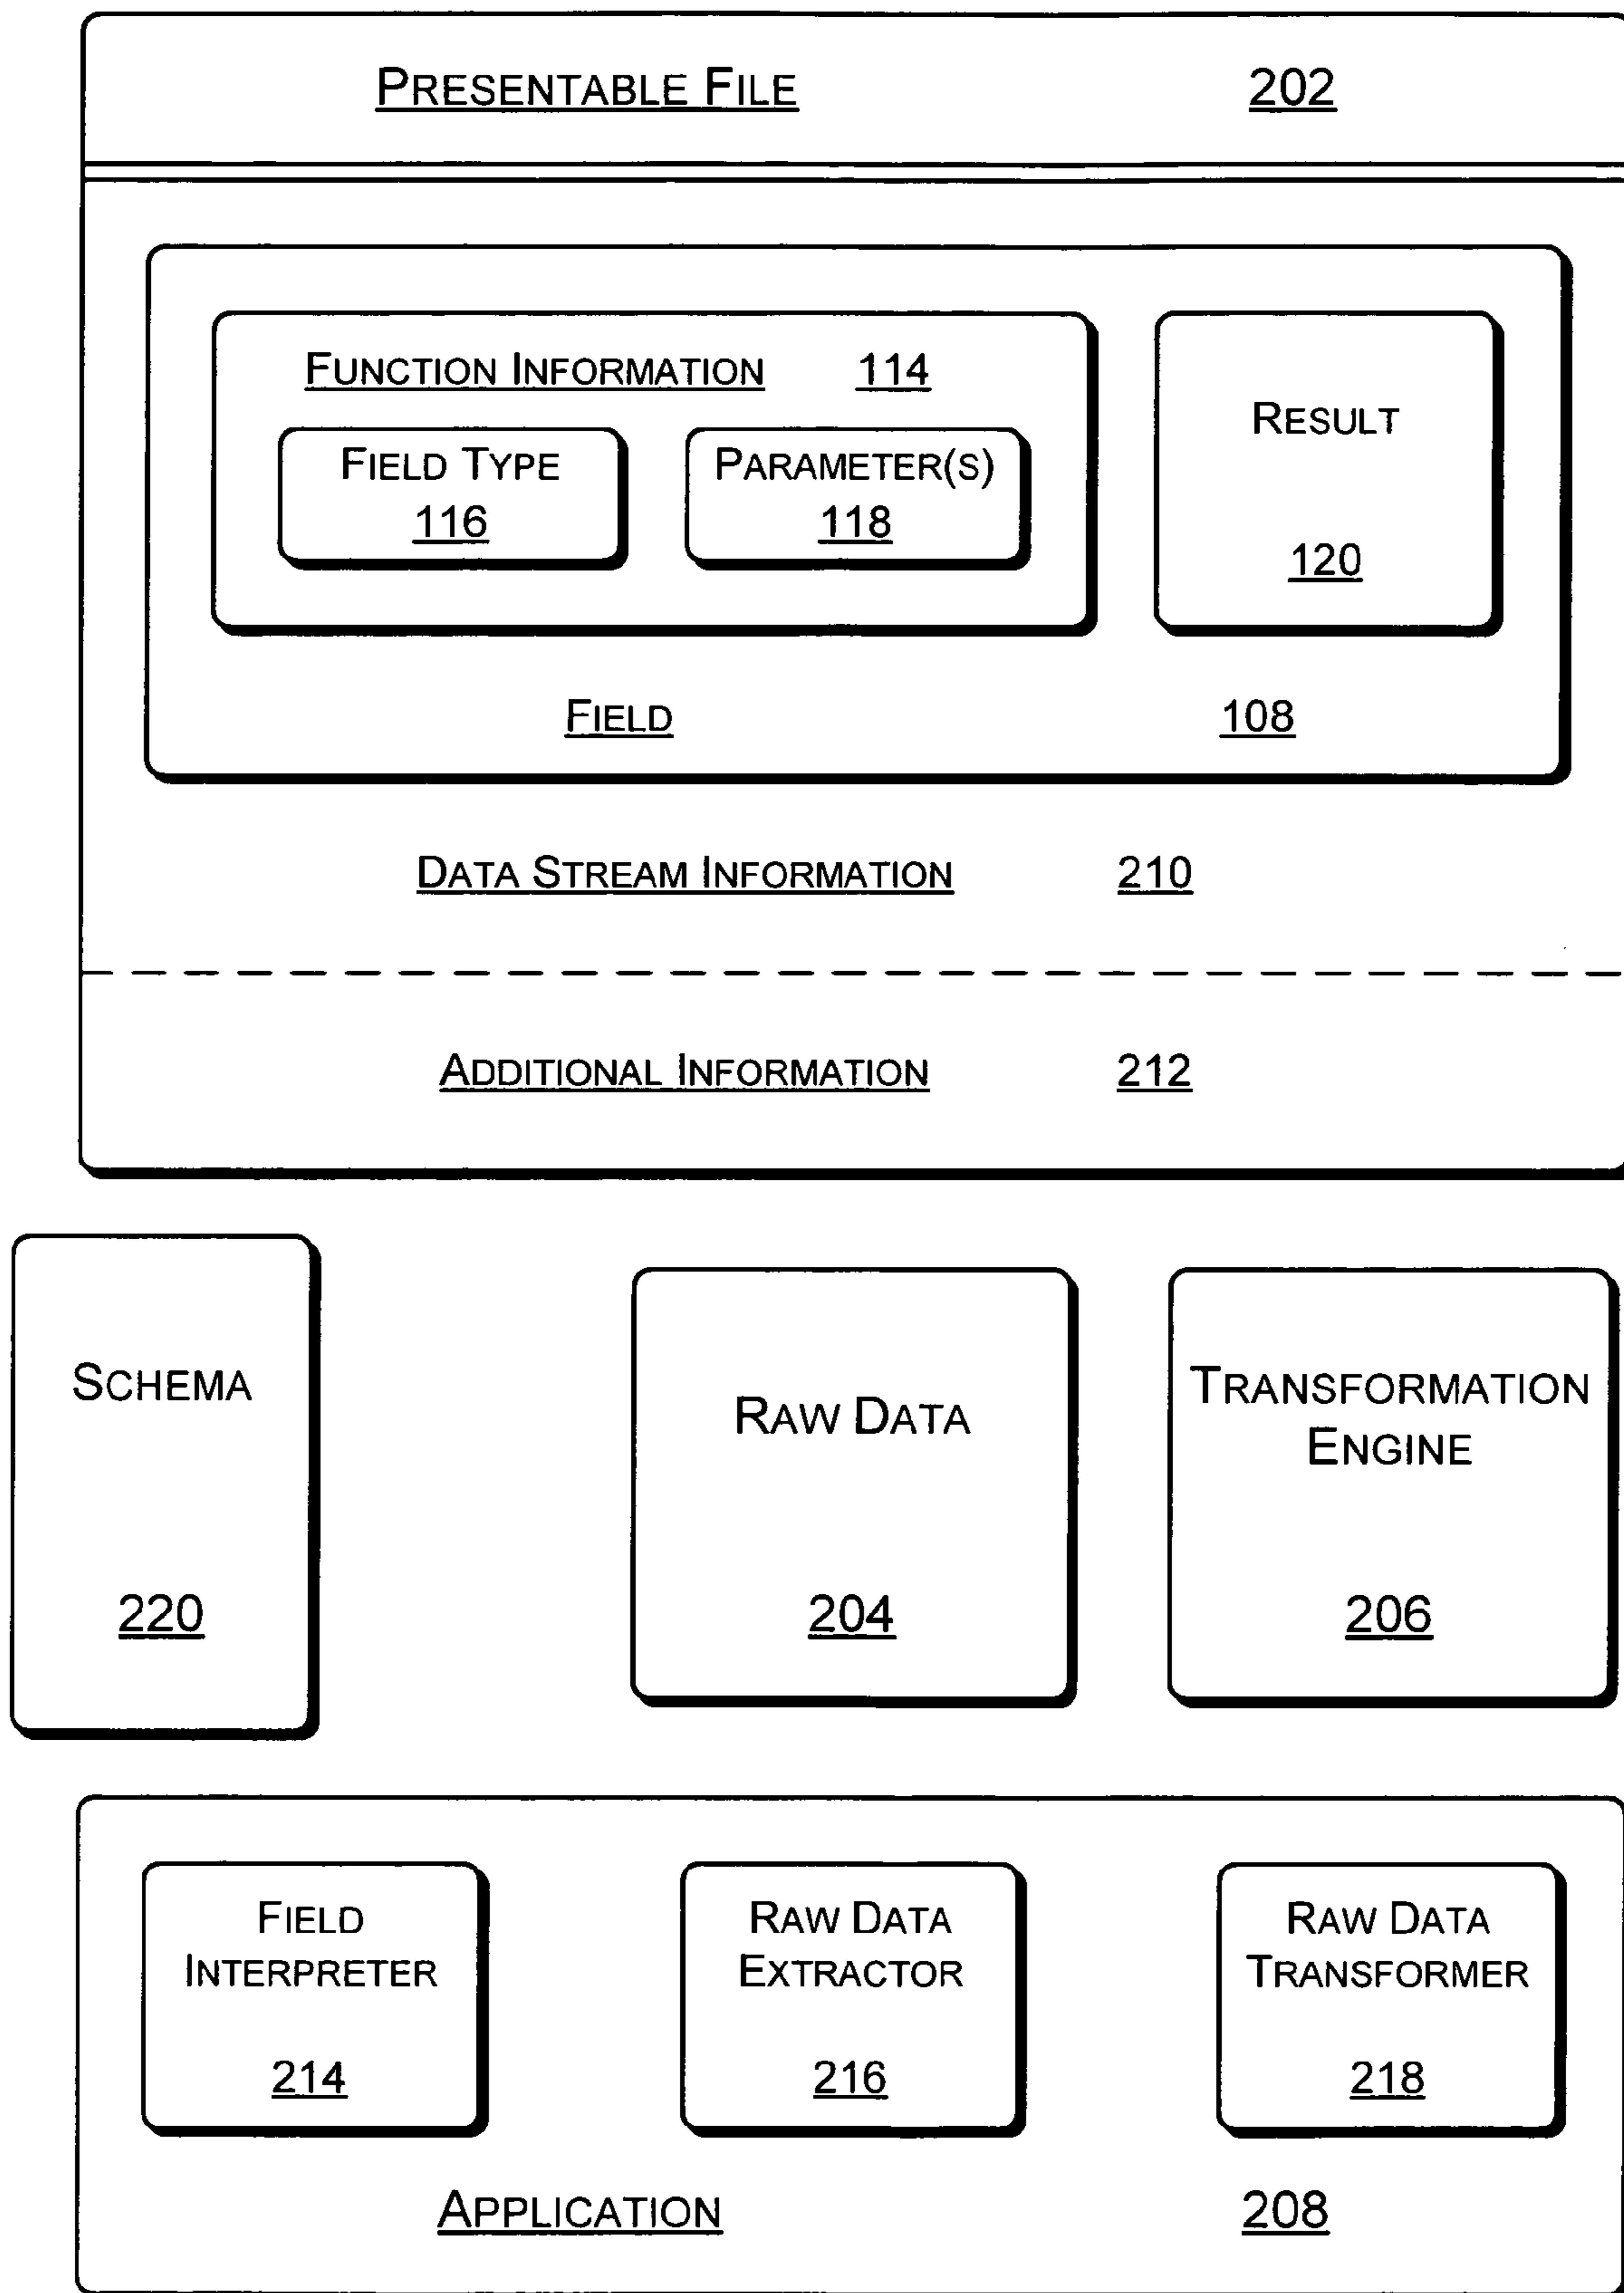 PRESENTABLE FILE 202
FUNCTION INFORMATION 114
FIELD TYPE
116
PARAMETER(S)
118
RESULT
120
FIELD 108
DATA STREAM INFORMATION 210
ADDITIONAL INFORMATION 212
SCHEMA
220
RAW DATA
204
TRANSFORMATION
ENGINE
206
FIELD
INTERPRETER
214
RAW DATA
EXTRACTOR
216
RAW DATA
TRANSFORMER
218
APPLICATION 208